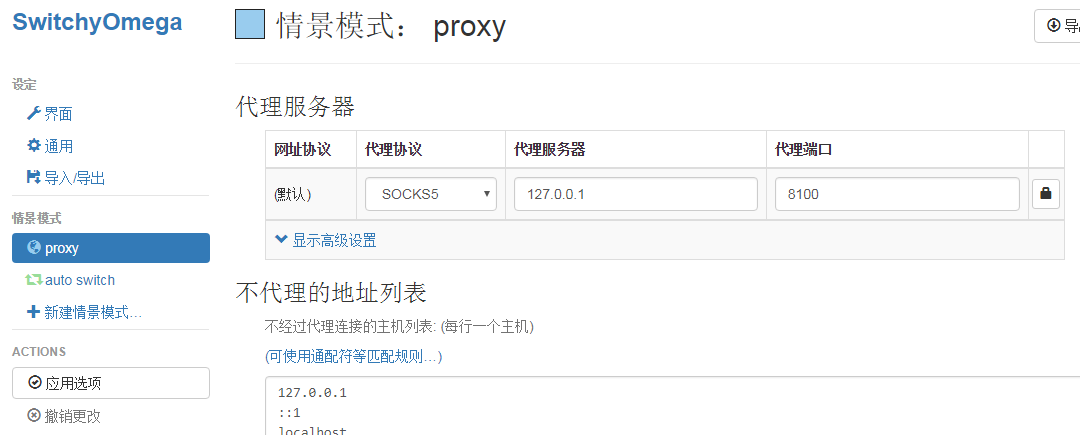 SwitchyOmega
设定
界面
通用
导入/导出
情景模式
proxy
auto switch
新建情景模式…
ACTIONS
应用选项
撤销更改
情景模式： proxy
代理服务器
网址协议 代理协议 代理服务器 代理端口
(默认) SOCKS5 127.0.0.1 8100
显示高级设置
不代理的地址列表
不经过代理连接的主机列表: (每行一个主机)
(可使用通配符等匹配规则…)
127.0.0.1
::1
localhost